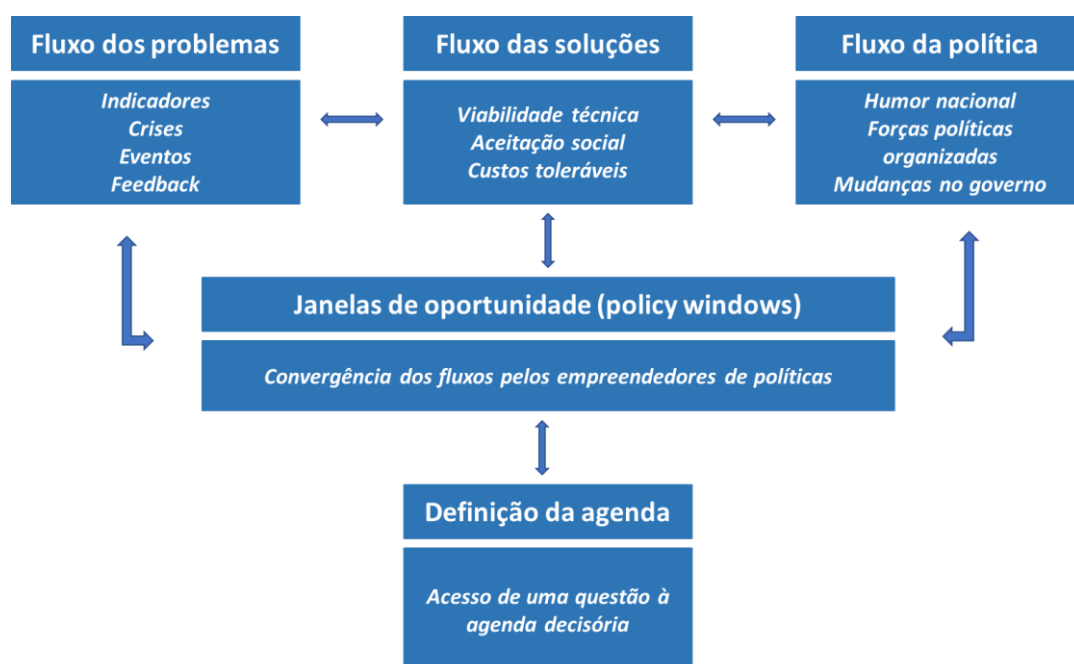 Fluxo dos problemas
Indicadores
Crises
Eventos
Feedback
Fluxo das soluções
Viabilidade técnica
Aceitação social
Custos toleráveis
Fluxo da política
Humor nacional
Forças políticas
organizadas
Mudanças no governo
Janelas de oportunidade (policy windows)
Convergência dos fluxos pelos empreendedores de políticas
Definição da agenda
Acesso de uma questão à
agenda decisória